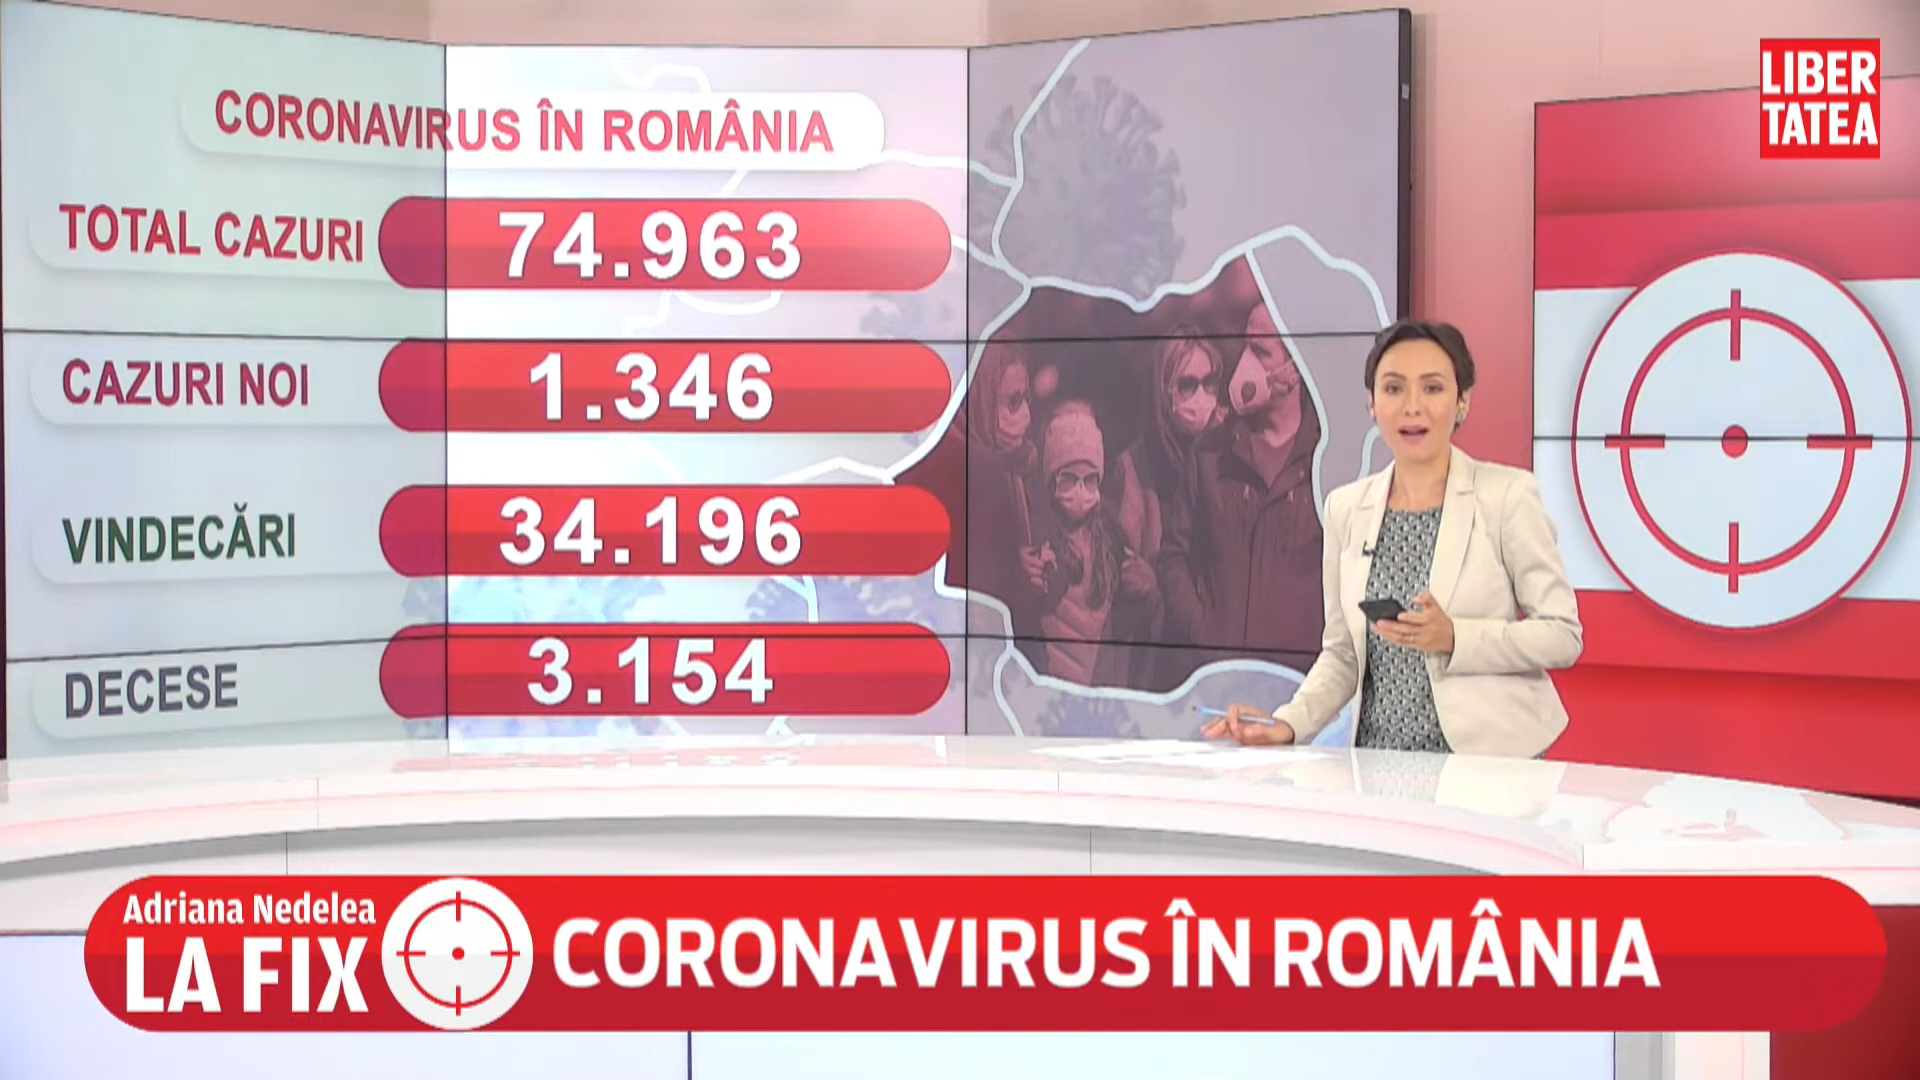 LIBER
TATEA
CORONAVIRUS ÎN ROMÂNIA
TOTAL CAZURI 74.963
CAZURI NOI 1.346
VINDECĂRI 34.196
DECESE 3.154
Adriana Nedelea
LA FIX
CORONAVIRUS ÎN ROMÂNIA